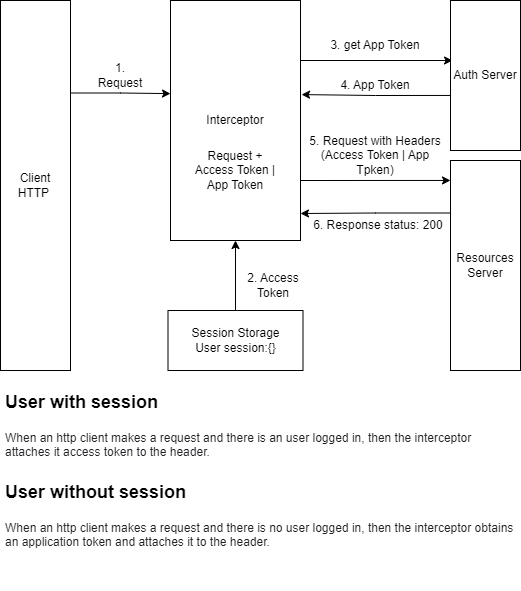 1.
Request
3. get App Token
4. App Token
Auth Server
Interceptor
Request +
Access Token |
App Token
5. Request with Headers
(Access Token | App
Tpken)
Client
HTTP
6. Response status: 200
Resources
Server
2. Access
Token
Session Storage
User session:{}
User with session
When an http client makes a request and there is an user logged in, then the interceptor
attaches it access token to the header.
User without session
When an http client makes a request and there is no user logged in, then the interceptor obtains
an application token and attaches it to the header.